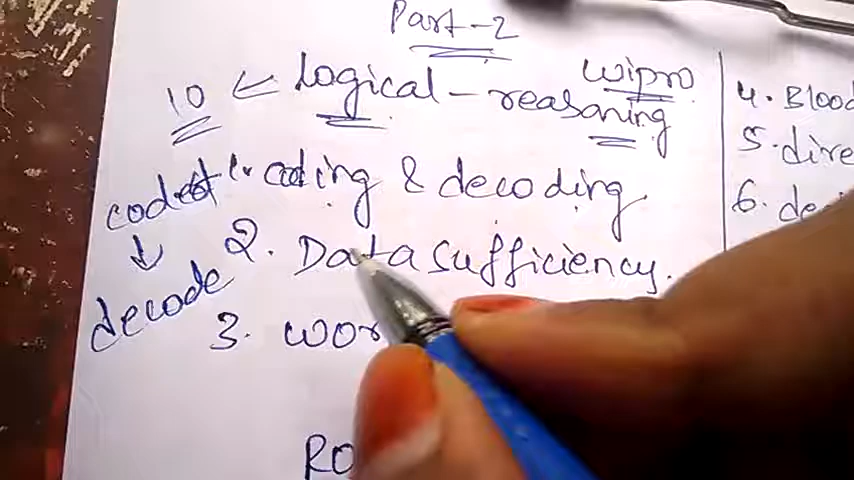 Part-2
wipro
10 ← Logical-reasoning
1. coding & decoding
code
↓
decode
2. Data sufficiency.
3. wor
Ro
4. Blood
5. dire
6. de